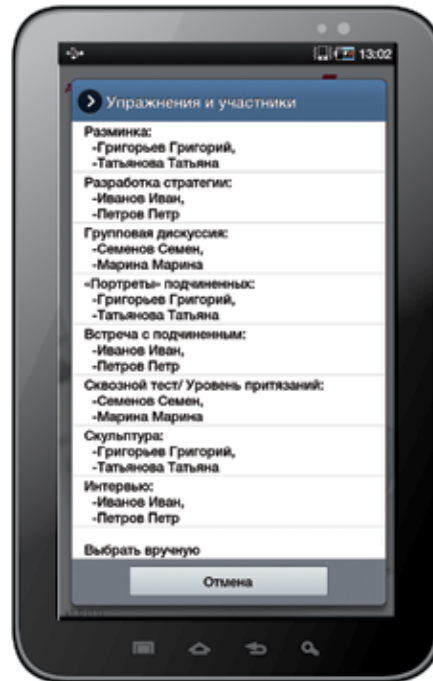 13:02
Упражнения и участники
Разминка:
-Григорьев Григорий,
-Татьянова Татьяна
Разработка стратегии:
-Иванов Иван,
-Петров Петр
Групповая дискуссия:
-Семенов Семен,
-Марина Марина
«Портреты» подчиненных:
-Григорьев Григорий,
-Татьянова Татьяна
Встреча с подчиненным:
-Иванов Иван,
-Петров Петр
Сквозной тест/ Уровень притязаний:
-Семенов Семен,
-Марина Марина
Скульптура:
-Григорьев Григорий,
-Татьянова Татьяна
Интервью:
-Иванов Иван,
-Петров Петр
Выбрать вручную
Отмена